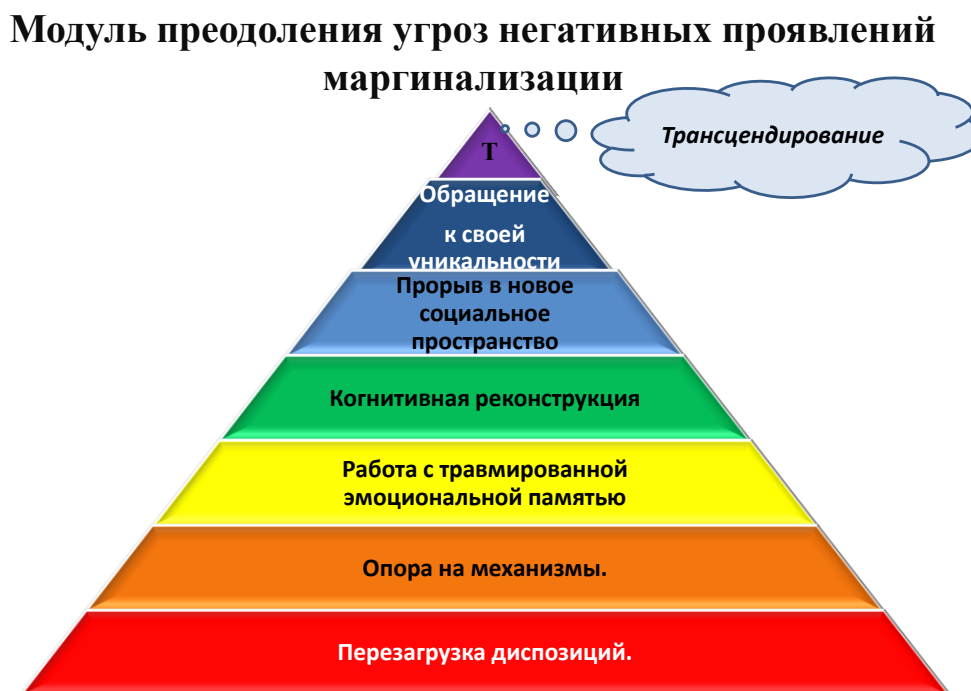 Модуль преодоления угроз негативных проявлений
маргинализации
Трансцендирование
Т
Обращение
к своей
уникальности
Прорыв в новое
социальное
пространство
Когнитивная реконструкция
Работа с травмированной
эмоциональной памятью
Опора на механизмы.
Перезагрузка диспозиций.